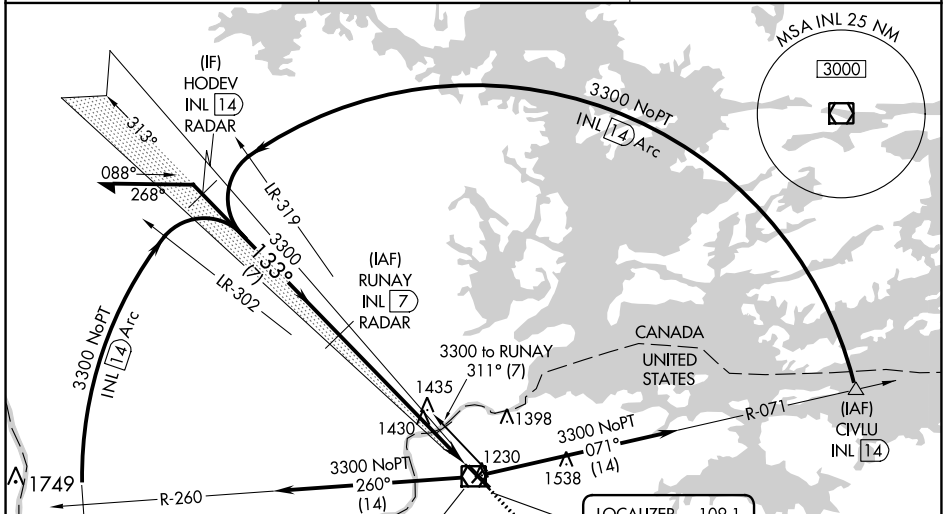 MSA INL 25 NM
3000
(IF)
HODEV
INL 14
RADAR
3300 NoPT
INL 14 Arc
313°
088°
268°
LR-319
3300
133°
(7)
LR-302
(IAF)
RUNAY
INL 7
RADAR
3300 NoPT
INL 14 Arc
CANADA
UNITED
STATES
3300 to RUNAY
311° (7)
1435
1430
1398
R-071
(IAF)
CIVLU
INL 14
3300 NoPT
071°
(14)
1230
1538
1749
3300 NoPT
260°
(14)
R-260
LOCALIZER 109.1